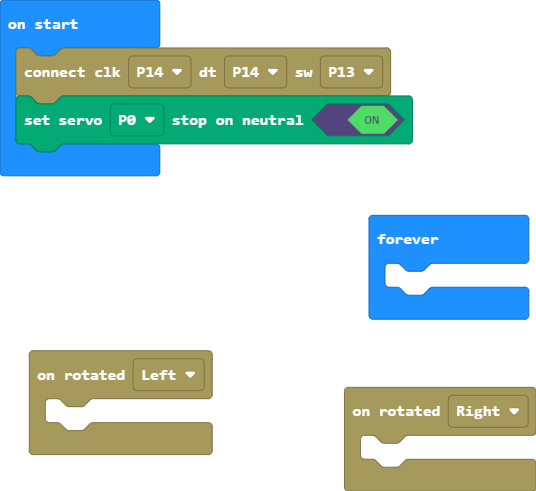 on start
connect clk P14 dt P14 sw P13
set servo P0 stop on neutral ON
forever
on rotated Left
on rotated Right